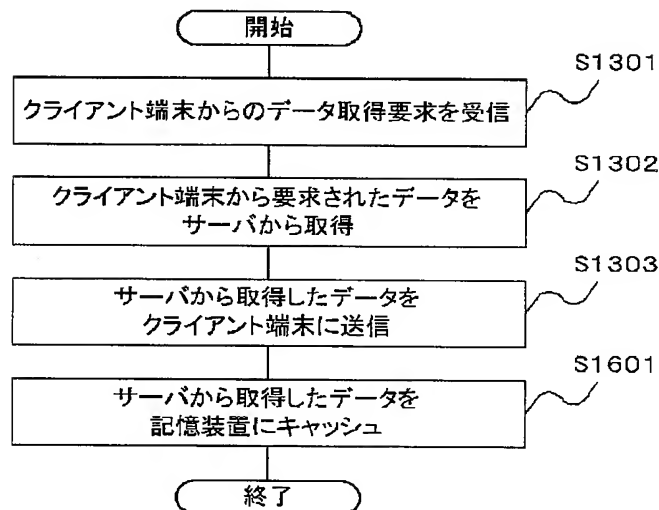 開始
S1301
クライアント端末からのデータ取得要求を受信
S1302
クライアント端末から要求されたデータを
サーバから取得
S1303
サーバから取得したデータを
クライアント端末に送信
S1601
サーバから取得したデータを
記憶装置にキャッシュ
終了